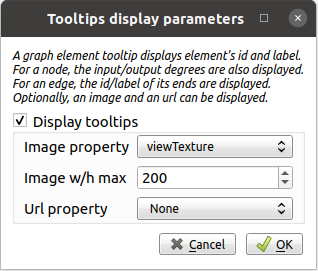 Tooltips display parameters
A graph element tooltip displays element's id and label.
For a node, the input/output degrees are also displayed.
For an edge, the id/label of its ends are displayed.
Optionally, an image and an url can be displayed.
Display tooltips
Image property viewTexture
Image w/h max 200
Url property None
Cancel OK